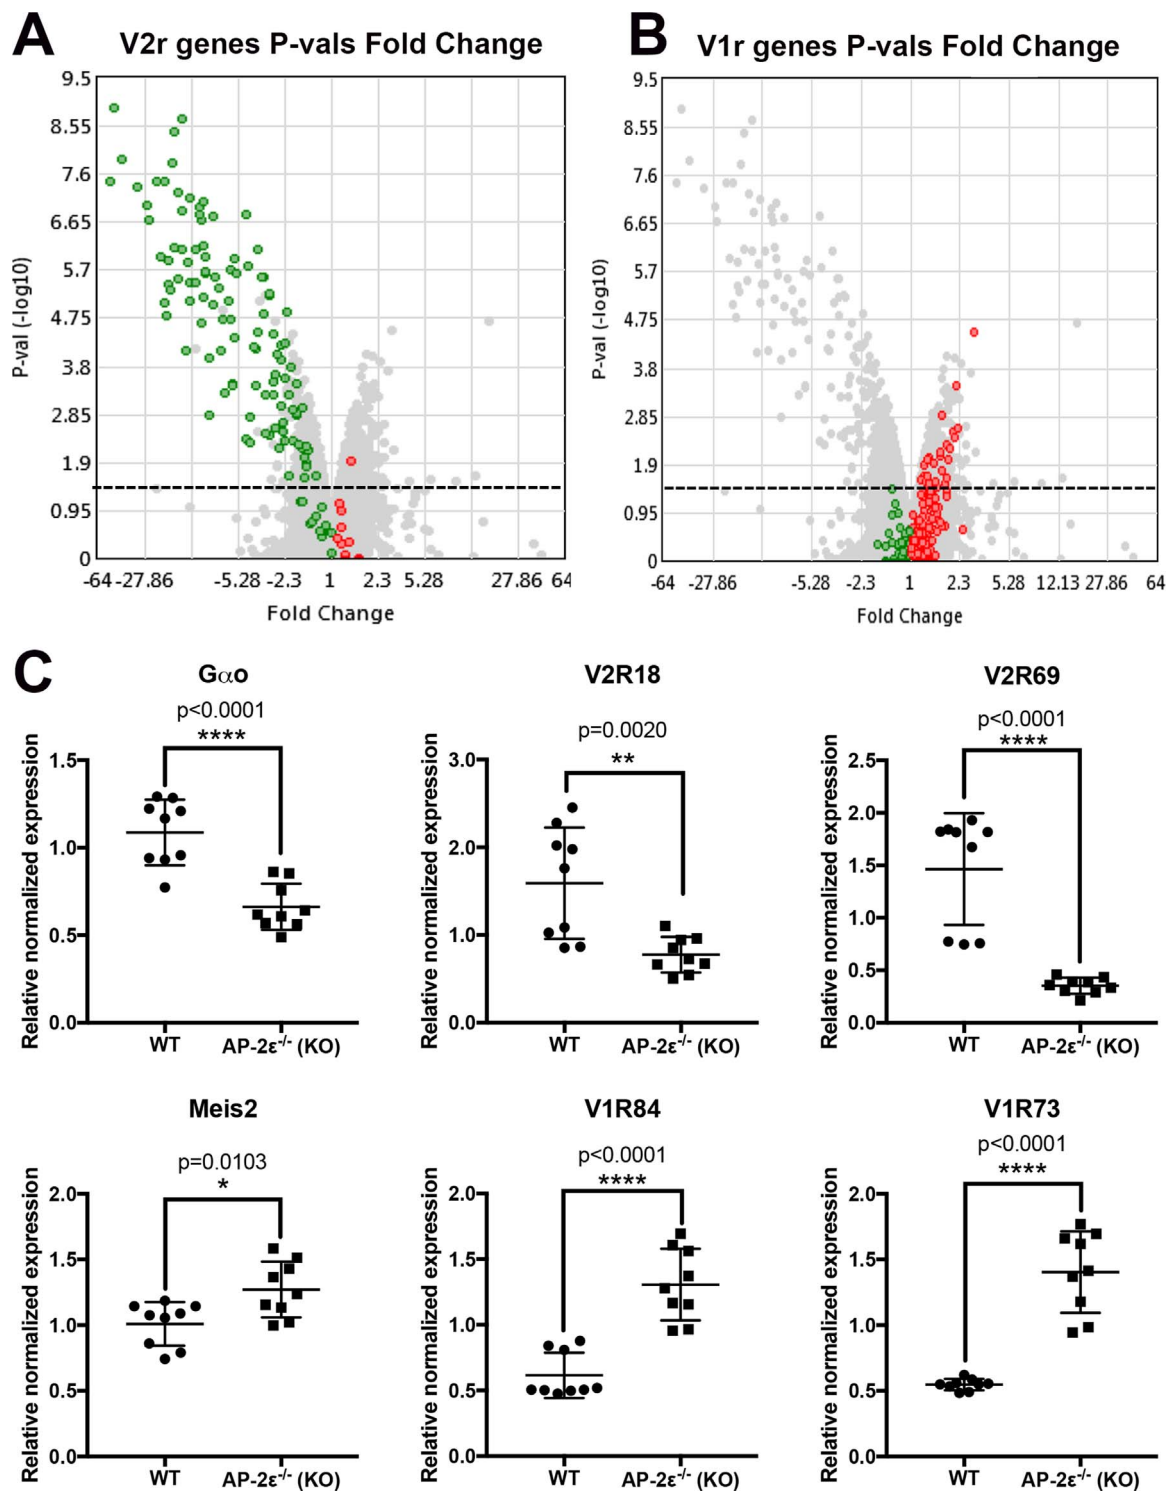 A
V2r genes P-vals Fold Change
9.5
8.55
7.6
6.65
5.7
4.75
3.8
2.85
1.9
0.95
0
P-val (-log10)
-64 -27.86 -5.28 -2.3 1 2.3 5.28 27.86 64
Fold Change
B
V1r genes P-vals Fold Change
9.5
8.55
7.6
6.65
5.7
4.75
3.8
2.85
1.9
0.95
0
P-val (-log10)
-64 -27.86 -5.28 -2.3 1 2.3 5.28 12.13 27.86 64
Fold Change
C
Gαo
p<0.0001
****
1.5
1.0
0.5
0.0
Relative normalized expression
WT AP-2ε-/- (KO)
V2R18
p=0.0020
**
3.0
2.0
1.0
0.0
Relative normalized expression
WT AP-2ε-/- (KO)
V2R69
p<0.0001
****
2.5
2.0
1.5
1.0
0.5
0.0
Relative normalized expression
WT AP-2ε-/- (KO)
Meis2
p=0.0103
*
2.0
1.5
1.0
0.5
0.0
Relative normalized expression
WT AP-2ε-/- (KO)
V1R84
p<0.0001
****
2.0
1.5
1.0
0.5
0.0
Relative normalized expression
WT AP-2ε-/- (KO)
V1R73
p<0.0001
****
2.0
1.5
1.0
0.5
0.0
Relative normalized expression
WT AP-2ε-/- (KO)